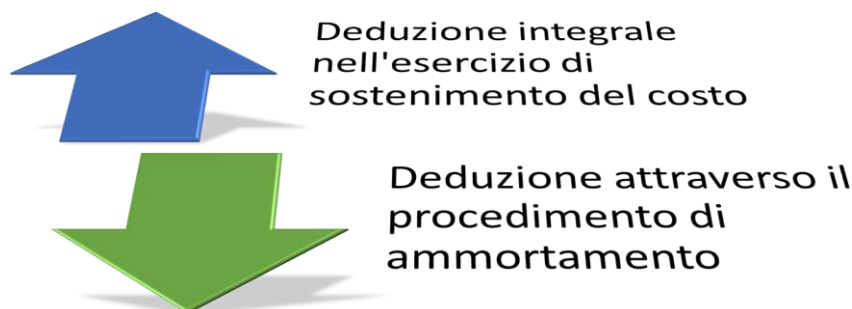 Deduzione integrale
nell'esercizio di
sostenimento del costo
Deduzione attraverso il
procedimento di
ammortamento